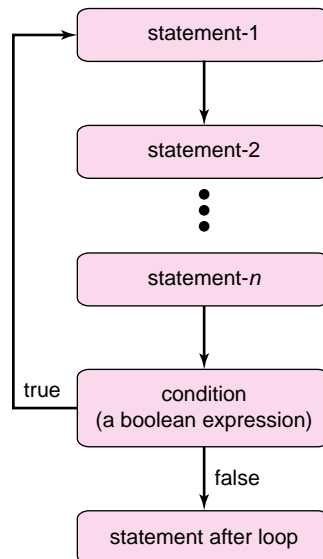 statement-1
statement-2
statement-n
true
condition
(a boolean expression)
false
statement after loop